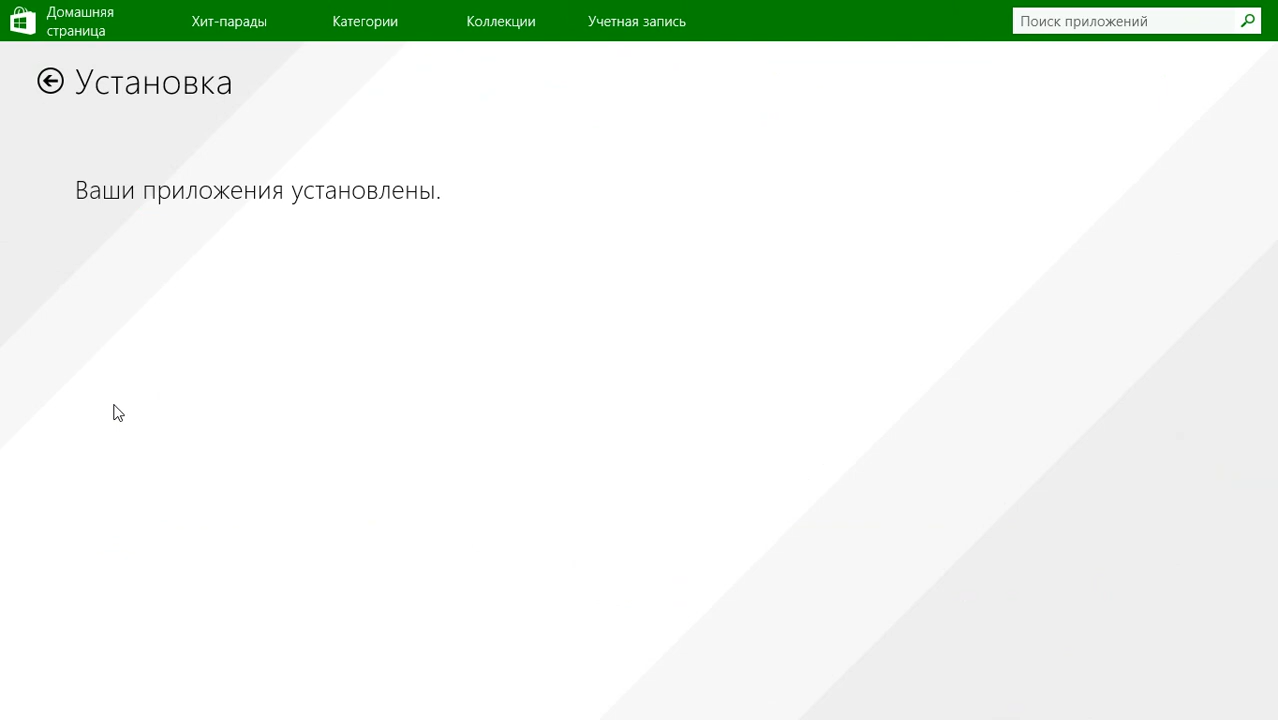 Домашняя
страница
Хит-парады
Категории
Коллекции
Учетная запись
Поиск приложений
Установка
Ваши приложения установлены.